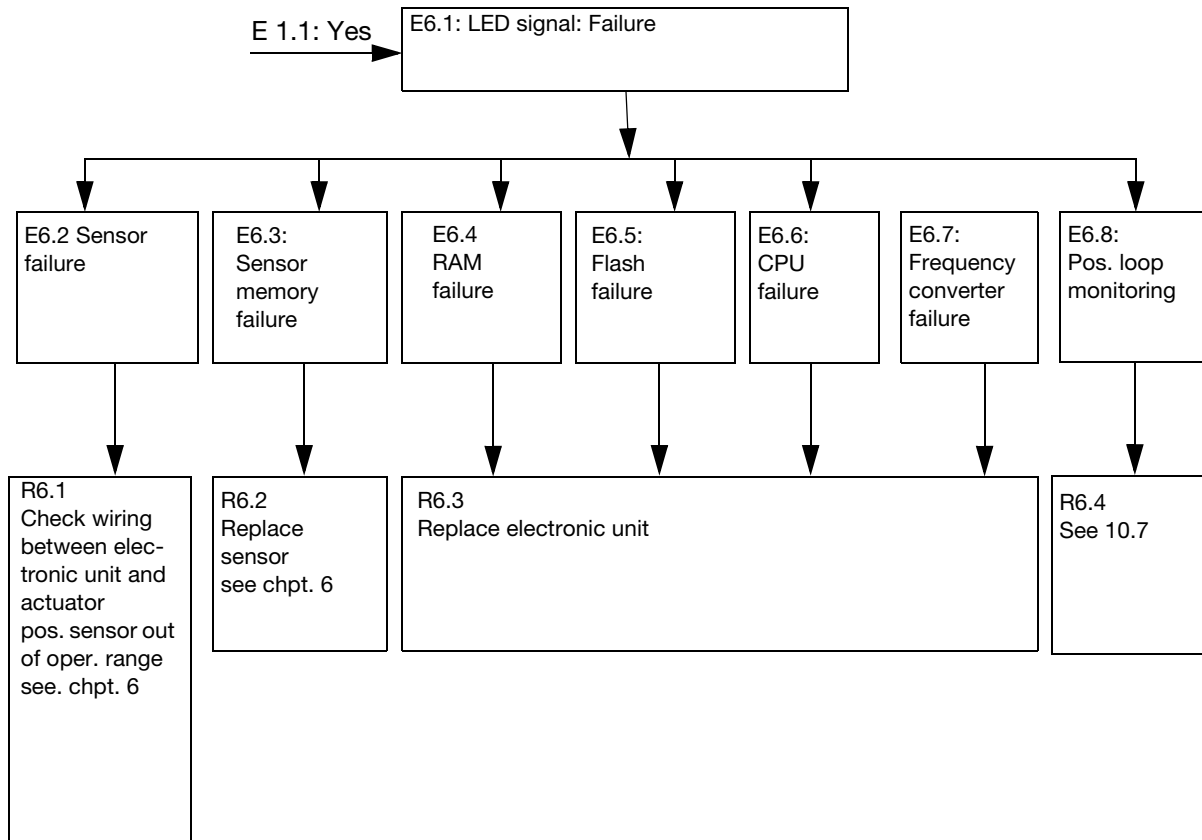 E 1.1: Yes
E6.1: LED signal: Failure
E6.2 Sensor
failure
E6.3:
Sensor
memory
failure
E6.4
RAM
failure
E6.5:
Flash
failure
E6.6:
CPU
failure
E6.7:
Frequency
converter
failure
E6.8:
Pos. loop
monitoring
R6.1
Check wiring
between elec-
tronic unit and
actuator
pos. sensor out
of oper. range
see. chpt. 6
R6.2
Replace
sensor
see chpt. 6
R6.3
Replace electronic unit
R6.4
See 10.7